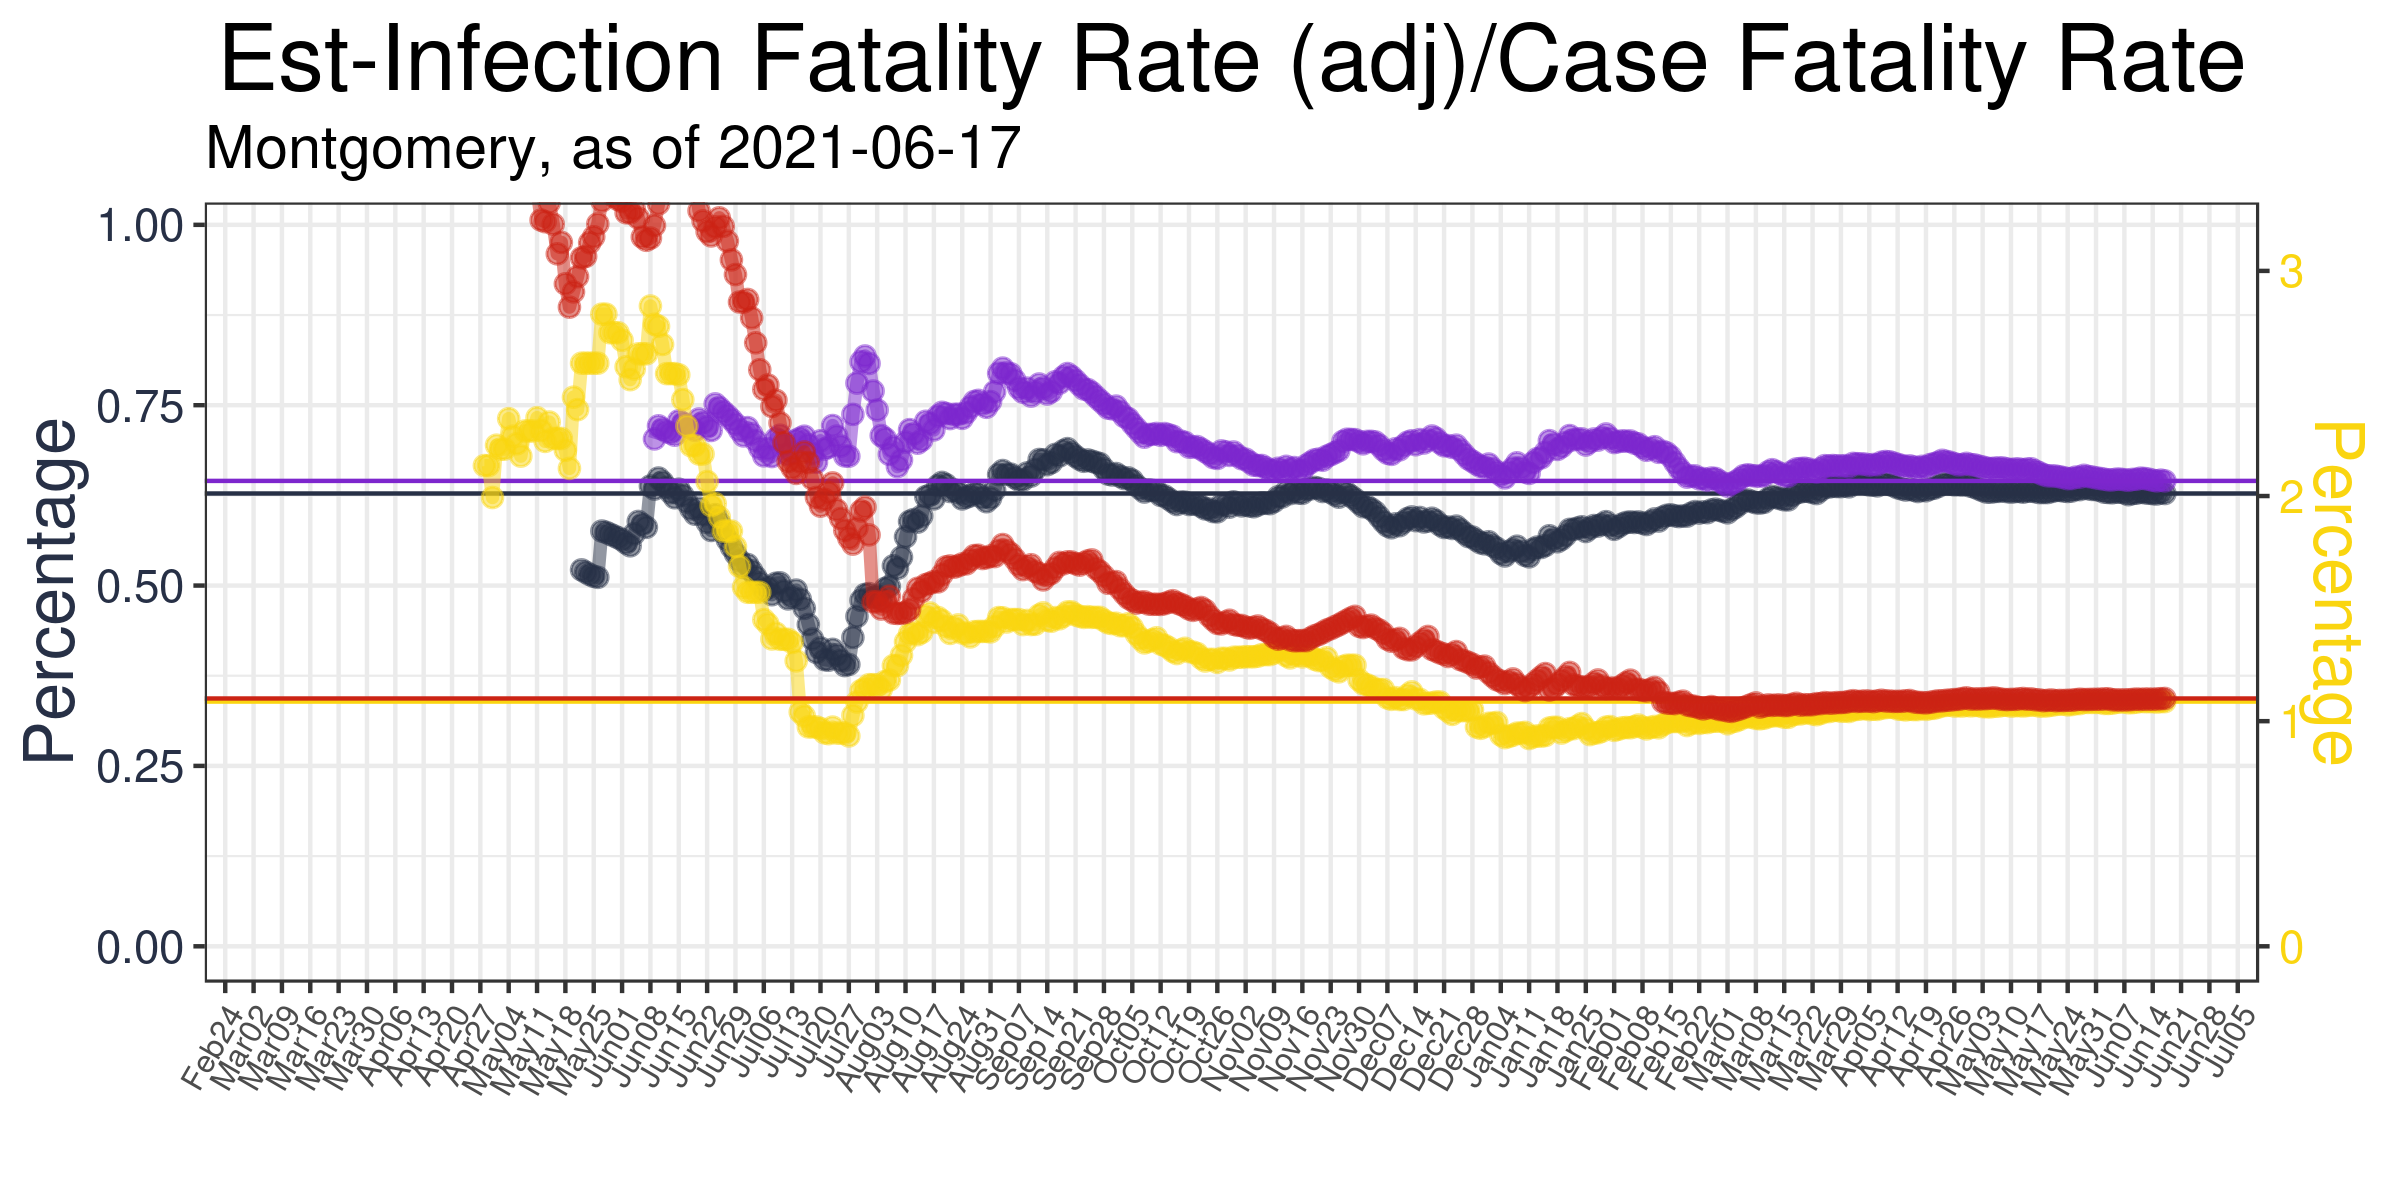 Est-Infection Fatality Rate (adj)/Case Fatality Rate
Montgomery, as of 2021-06-17
Percentage
1.00
0.75
0.50
0.25
0.00
3
2
1
0
Percentage
Feb24
Mar02
Mar09
Mar16
Mar23
Mar30
Apr06
Apr13
Apr20
Apr27
May04
May11
May18
May25
Jun01
Jun08
Jun15
Jun22
Jun29
Jul06
Jul13
Jul20
Jul27
Aug03
Aug10
Aug17
Aug24
Aug31
Sep07
Sep14
Sep21
Sep28
Oct05
Oct12
Oct19
Oct26
Nov02
Nov09
Nov16
Nov23
Nov30
Dec07
Dec14
Dec21
Dec28
Jan04
Jan11
Jan18
Jan25
Feb01
Feb08
Feb15
Feb22
Mar01
Mar08
Mar15
Mar22
Mar29
Apr05
Apr12
Apr19
Apr26
May03
May10
May17
May24
May31
Jun07
Jun14
Jun21
Jun28
Jul05